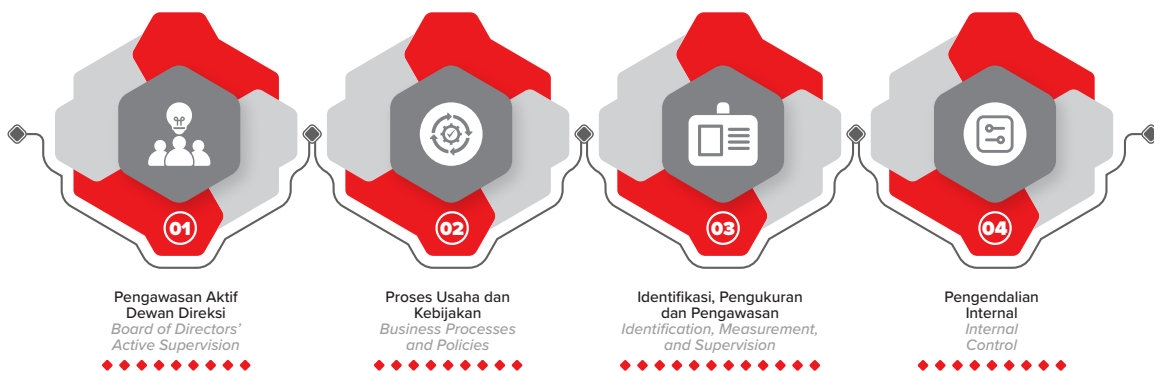 01
Pengawasan Aktif
Dewan Direksi
Board of Directors’
Active Supervision
02
Proses Usaha dan
Kebijakan
Business Processes
and Policies
03
Identifikasi, Pengukuran
dan Pengawasan
Identification, Measurement,
and Supervision
04
Pengendalian
Internal
Internal
Control